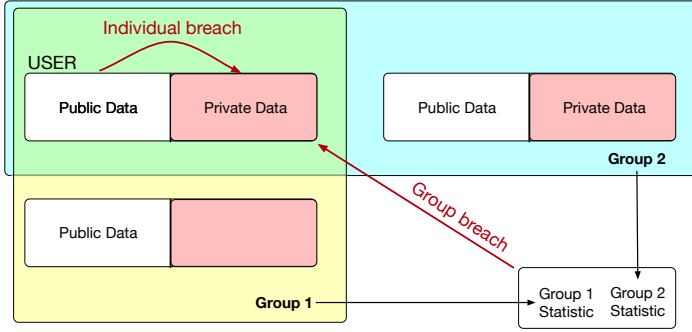 Individual breach
USER
Public Data
Private Data
Public Data
Private Data
Group 2
Group breach
Public Data
Group 1
Group 1
Statistic
Group 2
Statistic